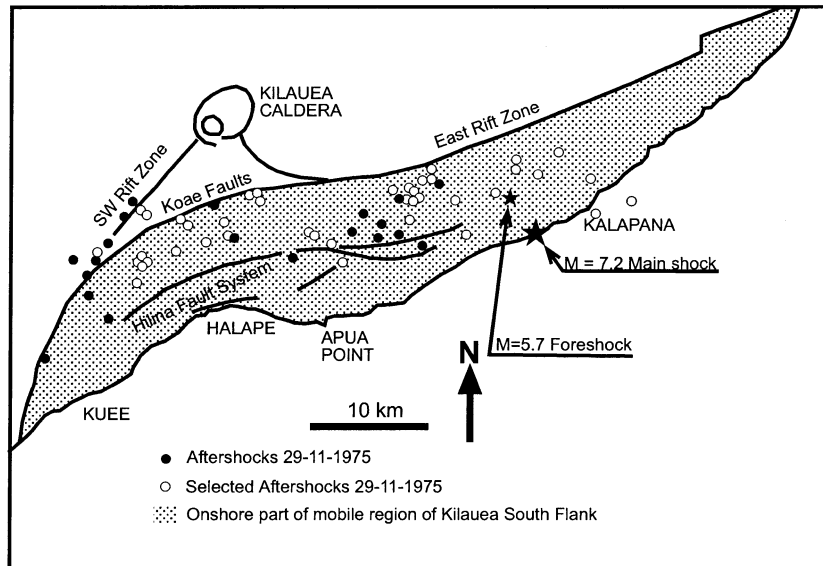 KILAUEA
CALDERA
East Rift Zone
SW Rift Zone
Koae Faults
KALAPANA
M = 7.2 Main shock
Hilina Fault System
HALAPE
APUA
POINT
M=5.7 Foreshock
N
KUEE
10 km
Aftershocks 29-11-1975
Selected Aftershocks 29-11-1975
Onshore part of mobile region of Kilauea South Flank